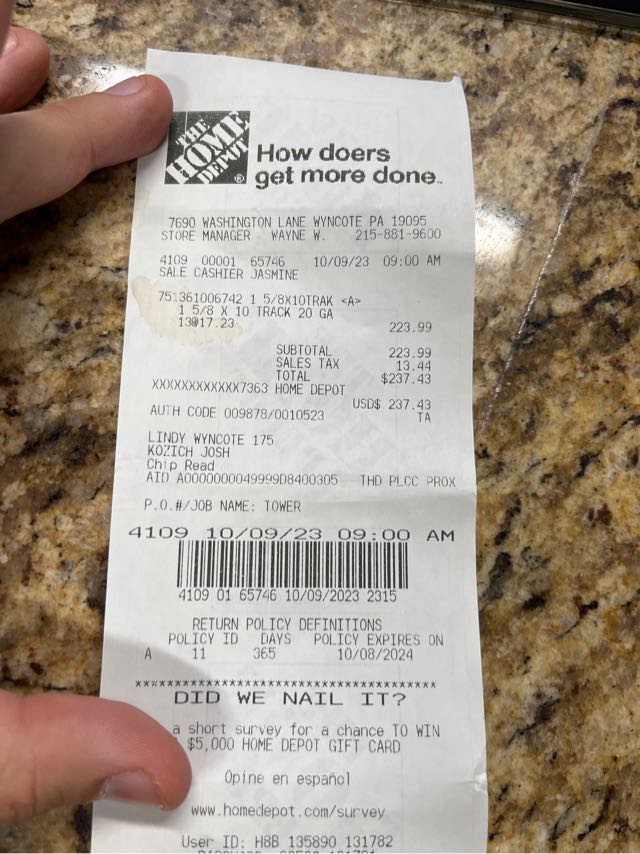 THE
HOME
DEPOT
®
How doers
get more done™
7690 WASHINGTON LANE WYNCOTE PA 19095
STORE MANAGER WAYNE W. 215-881-9600
4109 00001 65746 10/09/23 09:00 AM
SALE CASHIER JASMINE
751361006742 1 5/8X10TRAK <A>
1 5/8 X 10 TRACK 20 GA
13@17.23 223.99
SUBTOTAL 223.99
SALES TAX 13.44
TOTAL $237.43
XXXXXXXXXXXX7363 HOME DEPOT
USD$ 237.43
AUTH CODE 009878/0010523 TA
LINDY WYNCOTE 175
KOZICH JOSH
Chip Read
AID A0000000049999D8400305 THD PLCC PROX
P.O.#/JOB NAME: TOWER
4109 10/09/23 09:00 AM
4109 01 65746 10/09/2023 2315
RETURN POLICY DEFINITIONS
POLICY ID DAYS POLICY EXPIRES ON
A 11 365 10/08/2024
DID WE NAIL IT?
a short survey for a chance TO WIN
$5,000 HOME DEPOT GIFT CARD
Opine en español
www.homedepot.com/survey
User ID: H8B 135890 131782